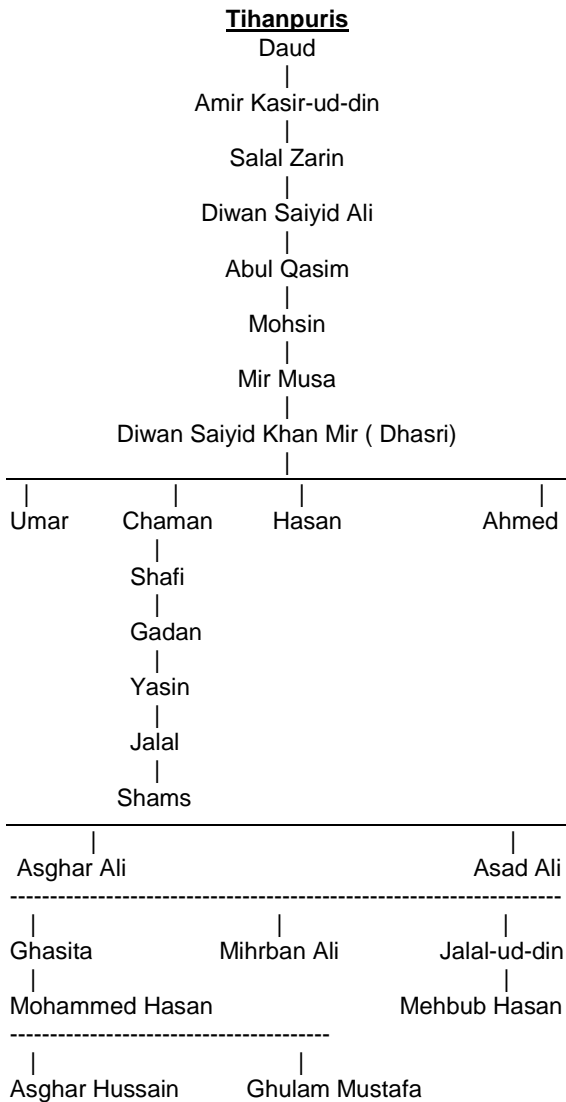 Tihanpuris
Daud
|
Amir Kasir-ud-din
|
Salal Zarin
|
Diwan Saiyid Ali
|
Abul Qasim
|
Mohsin
|
Mir Musa
|
Diwan Saiyid Khan Mir ( Dhasri)
|
| | | |
Umar Chaman Hasan Ahmed
|
Shafi
|
Gadan
|
Yasin
|
Jalal
|
Shams
| |
Asghar Ali Asad Ali
---------------------------------------------------------------------
| | |
Ghasita Mihrban Ali Jalal-ud-din
| |
Mohammed Hasan Mehbub Hasan
----------------------------------------
| |
Asghar Hussain Ghulam Mustafa